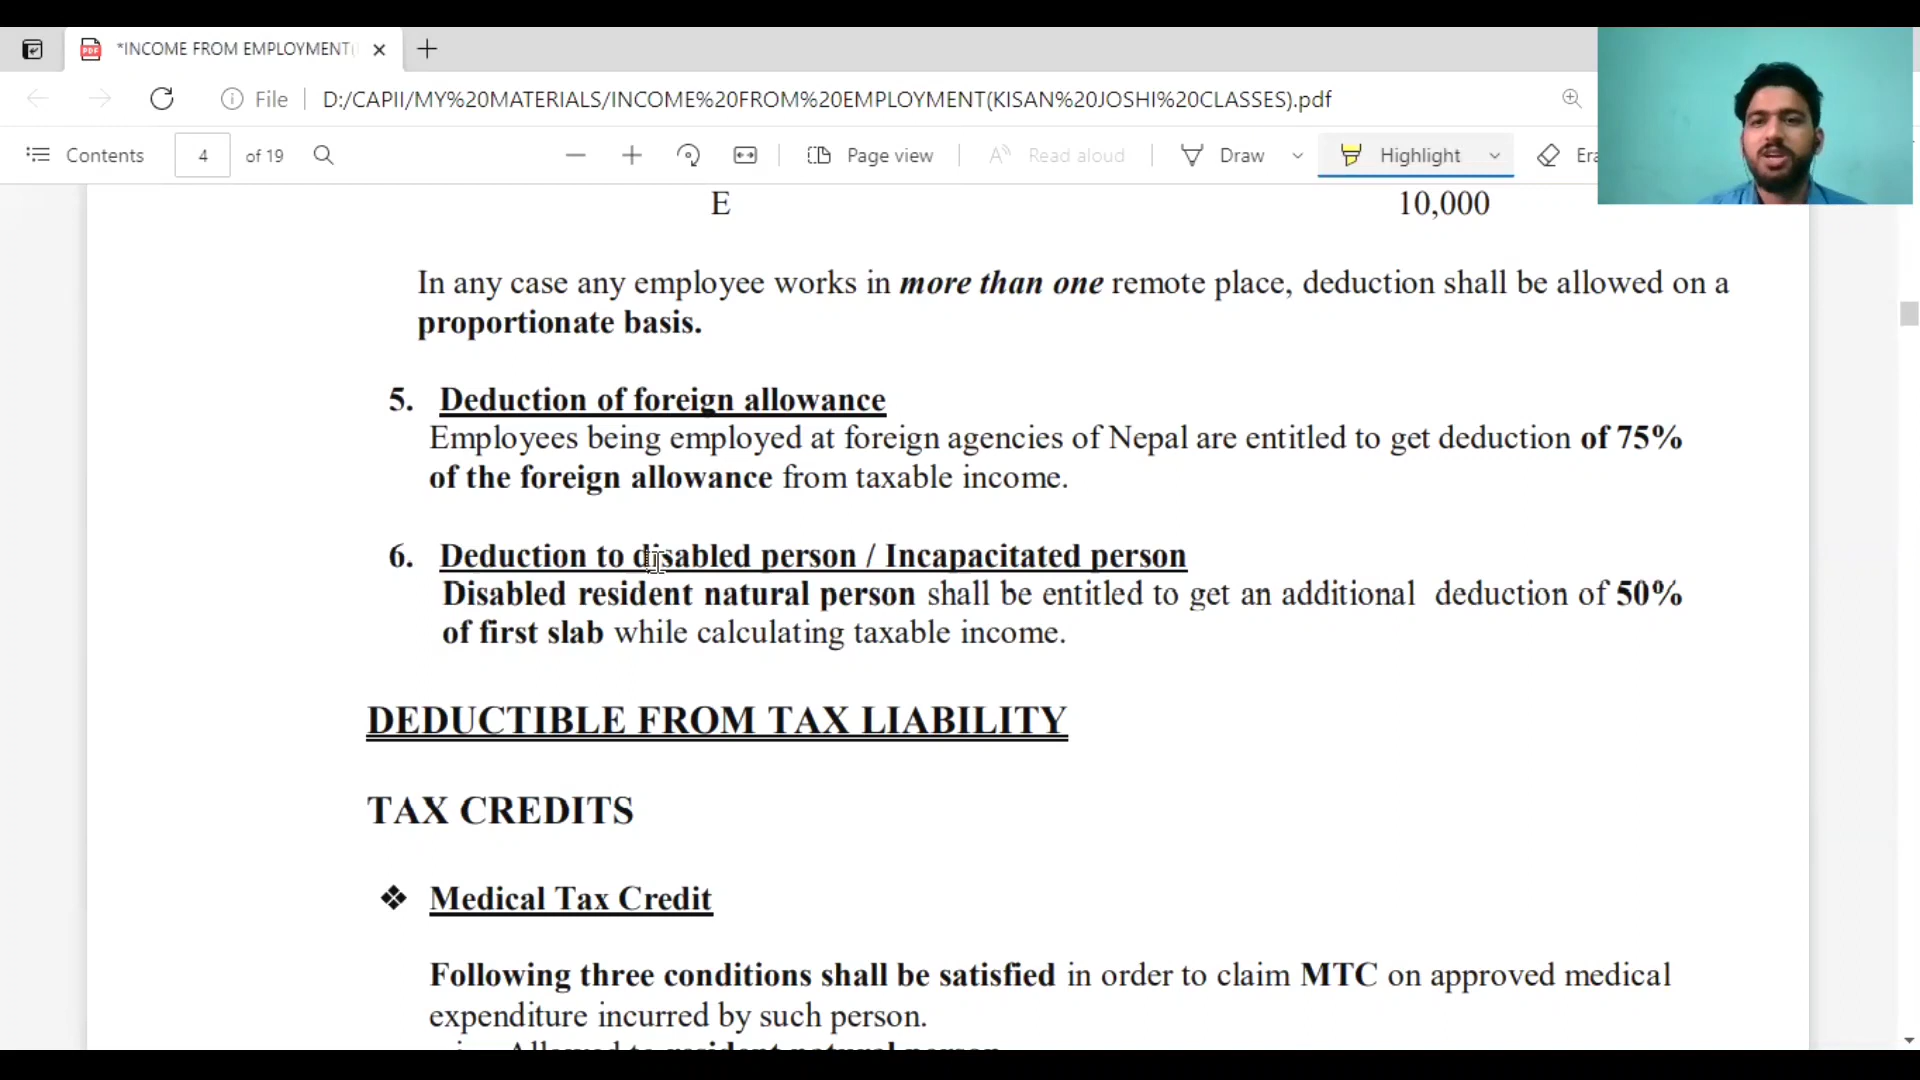 *INCOME FROM EMPLOYMENT(
File
D:/CAPII/MY%20MATERIALS/INCOME%20FROM%20EMPLOYMENT(KISAN%20JOSHI%20CLASSES).pdf
Contents 4 of 19 Page view Read aloud Draw Highlight Era
E 10,000
In any case any employee works in more than one remote place, deduction shall be allowed on a
proportionate basis.
5. Deduction of foreign allowance
Employees being employed at foreign agencies of Nepal are entitled to get deduction of 75%
of the foreign allowance from taxable income.
6. Deduction to disabled person / Incapacitated person
Disabled resident natural person shall be entitled to get an additional deduction of 50%
of first slab while calculating taxable income.
DEDUCTIBLE FROM TAX LIABILITY
TAX CREDITS
❖ Medical Tax Credit
Following three conditions shall be satisfied in order to claim MTC on approved medical
expenditure incurred by such person.
i. Allowed to resident natural person